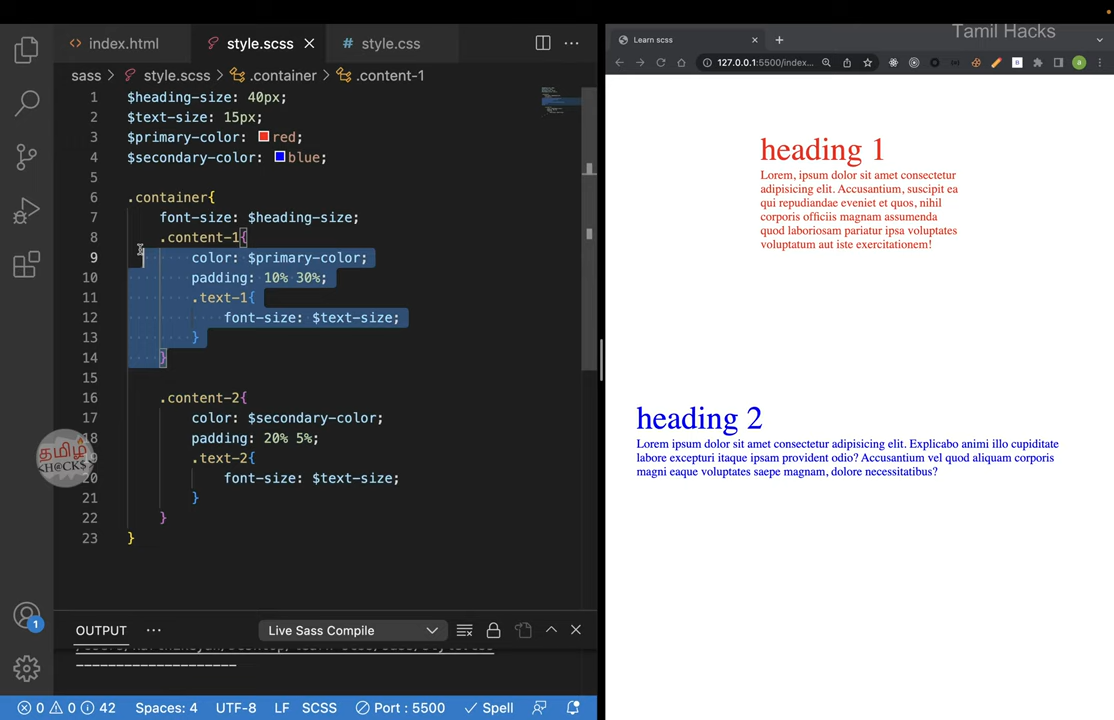 index.html
style.scss
style.css
sass > style.scss > .container > .content-1
1 $heading-size: 40px;
2 $text-size: 15px;
3 $primary-color: red;
4 $secondary-color: blue;
5
6 .container{
7 font-size: $heading-size;
8 .content-1{
9 color: $primary-color;
10 padding: 10% 30%;
11 .text-1{
12 font-size: $text-size;
13 }
14 }
15
16 .content-2{
17 color: $secondary-color;
18 padding: 20% 5%;
19 .text-2{
20 font-size: $text-size;
21 }
22 }
23 }
தமிழ்
H@CKS
OUTPUT
Live Sass Compile
--------------------
1
0 0 42 Spaces: 4 UTF-8 LF SCSS Port : 5500 Spell
Tamil Hacks
Learn scss
127.0.0.1:5500/index...
B
a
heading 1
Lorem, ipsum dolor sit amet consectetur
adipisicing elit. Accusantium, suscipit ea
qui repudiandae eveniet et quos, nihil
corporis officiis magnam assumenda
quod laboriosam pariatur ipsa voluptates
voluptatum aut iste exercitationem!
heading 2
Lorem ipsum dolor sit amet consectetur adipisicing elit. Explicabo animi illo cupiditate
labore excepturi itaque ipsam provident odio? Accusantium vel quod aliquam corporis
magni eaque voluptates saepe magnam, dolore necessitatibus?